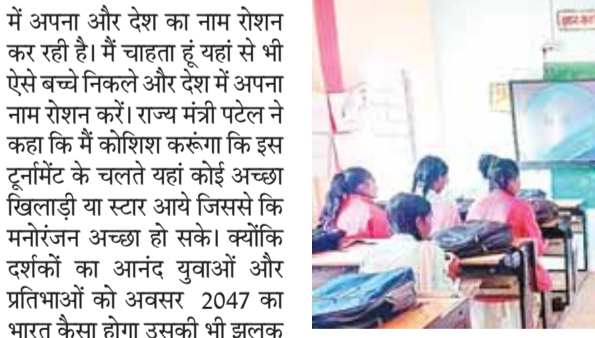 में अपना और देश का नाम रोशन
कर रही है। मैं चाहता हूं यहां से भी
ऐसे बच्चे निकले और देश में अपना
नाम रोशन करें। राज्य मंत्री पटेल ने
कहा कि मैं कोशिश करूंगा कि इस
टूर्नामेंट के चलते यहां कोई अच्छा
खिलाड़ी या स्टार आये जिससे कि
मनोरंजन अच्छा हो सके। क्योंकि
दर्शकों का आनंद युवाओं और
प्रतिभाओं को अवसर 2047 का
भारत कैसा होगा उसकी भी झलक